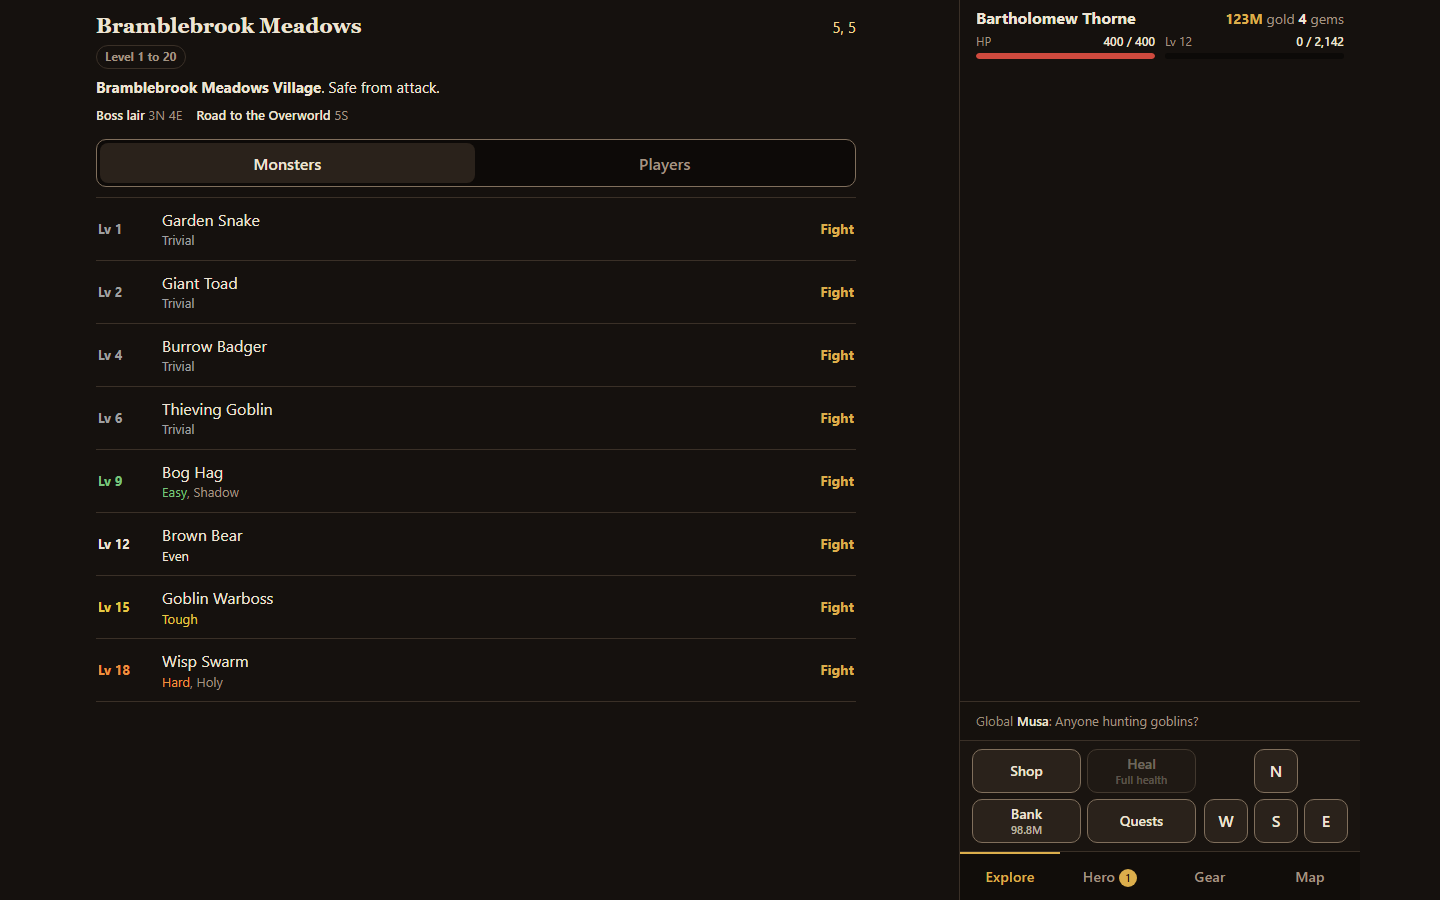 Bramblebrook Meadows
5, 5
Level 1 to 20
Bramblebrook Meadows Village. Safe from attack.
Boss lair 3N 4E Road to the Overworld 5S
Monsters
Players
Lv 1
Garden Snake
Trivial
Fight
Lv 2
Giant Toad
Trivial
Fight
Lv 4
Burrow Badger
Trivial
Fight
Lv 6
Thieving Goblin
Trivial
Fight
Lv 9
Bog Hag
Easy, Shadow
Fight
Lv 12
Brown Bear
Even
Fight
Lv 15
Goblin Warboss
Tough
Fight
Lv 18
Wisp Swarm
Hard, Holy
Fight
Bartholomew Thorne
123M gold 4 gems
HP 400 / 400
Lv 12 0 / 2,142
Global Musa: Anyone hunting goblins?
Shop
Heal
Full health
N
Bank
98.8M
Quests
W
S
E
Explore
Hero 1
Gear
Map